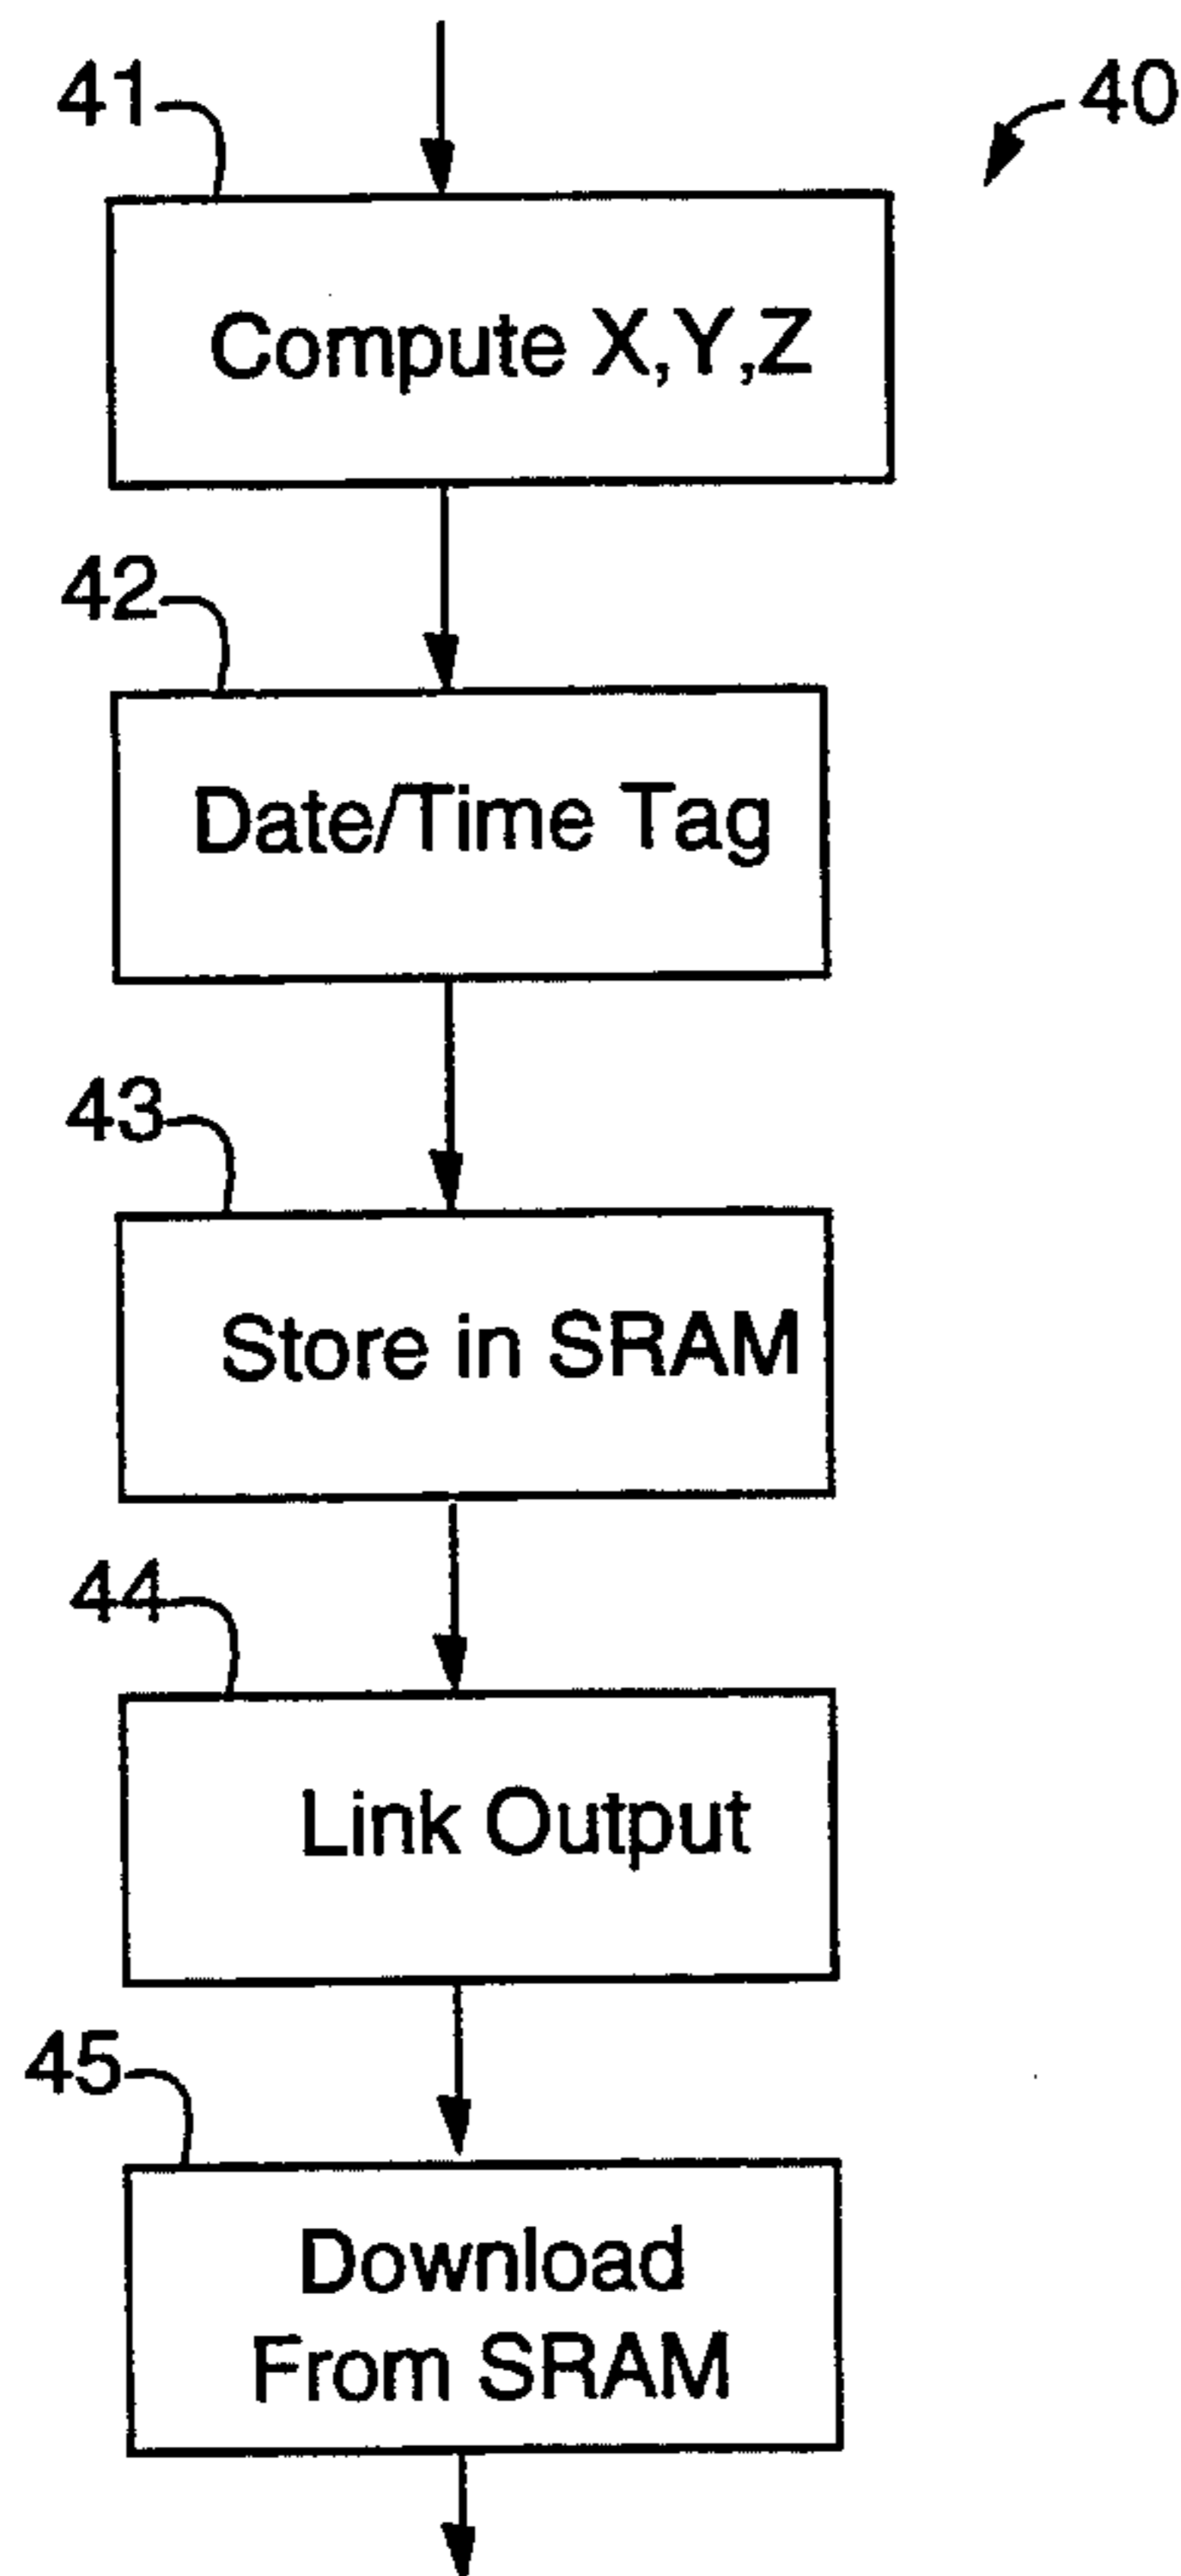 40
41
Compute X,Y,Z
42
Date/Time Tag
43
Store in SRAM
44
Link Output
45
Download
From SRAM